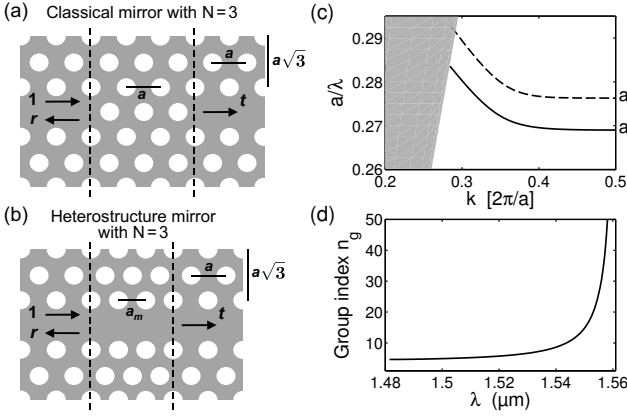 (a)
Classical mirror with N = 3
a
a√3
a
1
r
t
(b)
Heterostructure mirror
with N = 3
a
a√3
a_m
1
r
t
(c)
a/λ
0.29
0.28
0.27
0.26
a
a
0.2 0.3 0.4 0.5
k [2π/a]
(d)
Group index n_g
50
40
30
20
10
1.48 1.5 1.52 1.54 1.56
λ (μm)